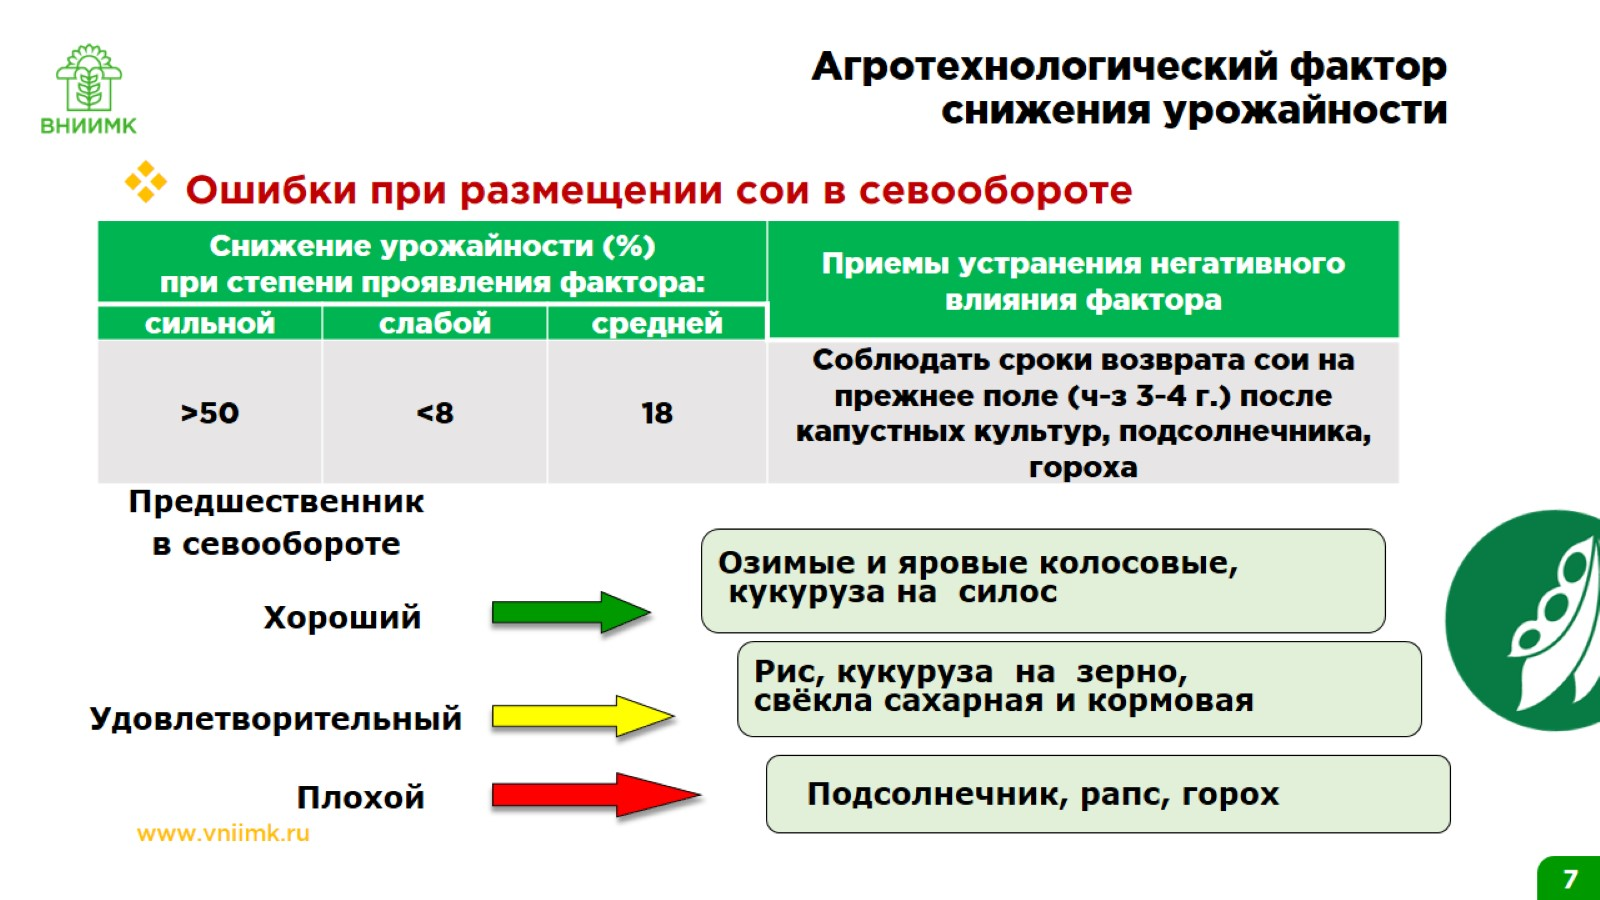 ВНИИМК
Агротехнологический фактор
снижения урожайности
Ошибки при размещении сои в севообороте
Снижение урожайности (%)
при степени проявления фактора:
Приемы устранения негативного
влияния фактора
сильной
слабой
средней
>50
<8
18
Соблюдать сроки возврата сои на
прежнее поле (ч-з 3-4 г.) после
капустных культур, подсолнечника,
гороха
Предшественник
в севообороте
Хороший
Озимые и яровые колосовые,
кукуруза на силос
Удовлетворительный
Рис, кукуруза на зерно,
свёкла сахарная и кормовая
Плохой
Подсолнечник, рапс, горох
www.vniimk.ru
7